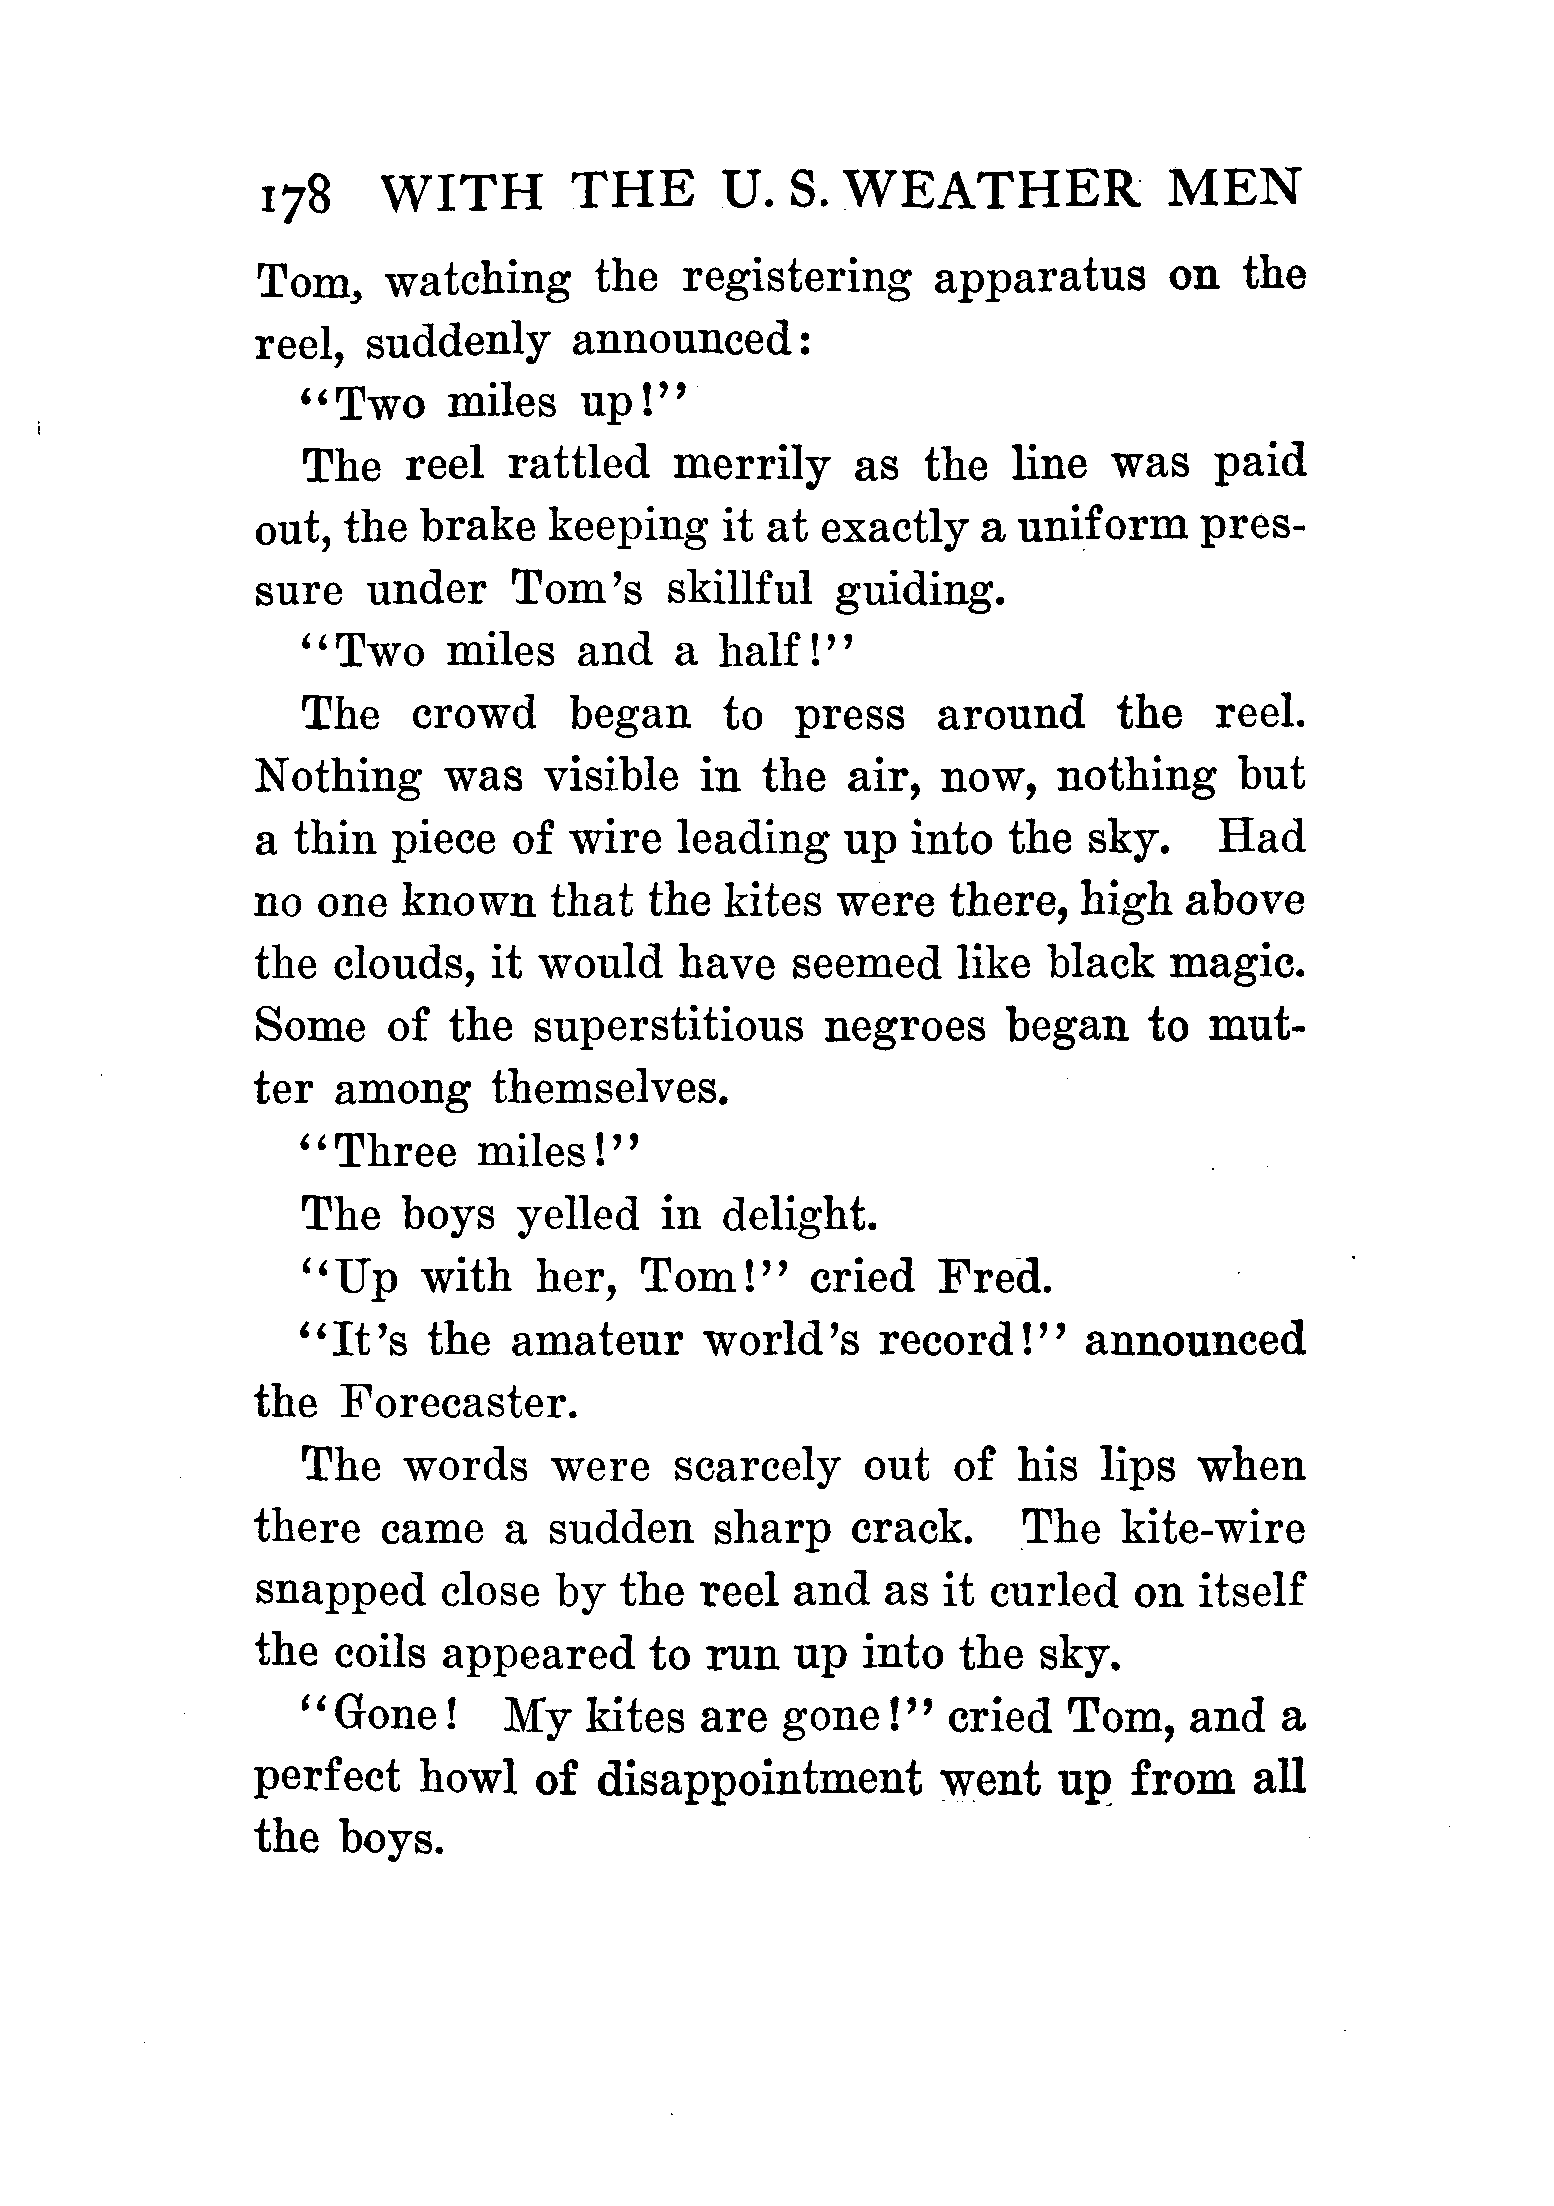 178 WITH THE U. S. WEATHER MEN
Tom, watching the registering apparatus on the
reel, suddenly announced:
“Two miles up!”
The reel rattled merrily as the line was paid
out, the brake keeping it at exactly a uniform pres-
sure under Tom’s skillful guiding.
“Two miles and a half!”
The crowd began to press around the reel.
Nothing was visible in the air, now, nothing but
a thin piece of wire leading up into the sky. Had
no one known that the kites were there, high above
the clouds, it would have seemed like black magic.
Some of the superstitious negroes began to mut-
ter among themselves.
“Three miles!”
The boys yelled in delight.
“Up with her, Tom!” cried Fred.
“It’s the amateur world’s record!” announced
the Forecaster.
The words were scarcely out of his lips when
there came a sudden sharp crack. The kite-wire
snapped close by the reel and as it curled on itself
the coils appeared to run up into the sky.
“Gone! My kites are gone!” cried Tom, and a
perfect howl of disappointment went up from all
the boys.